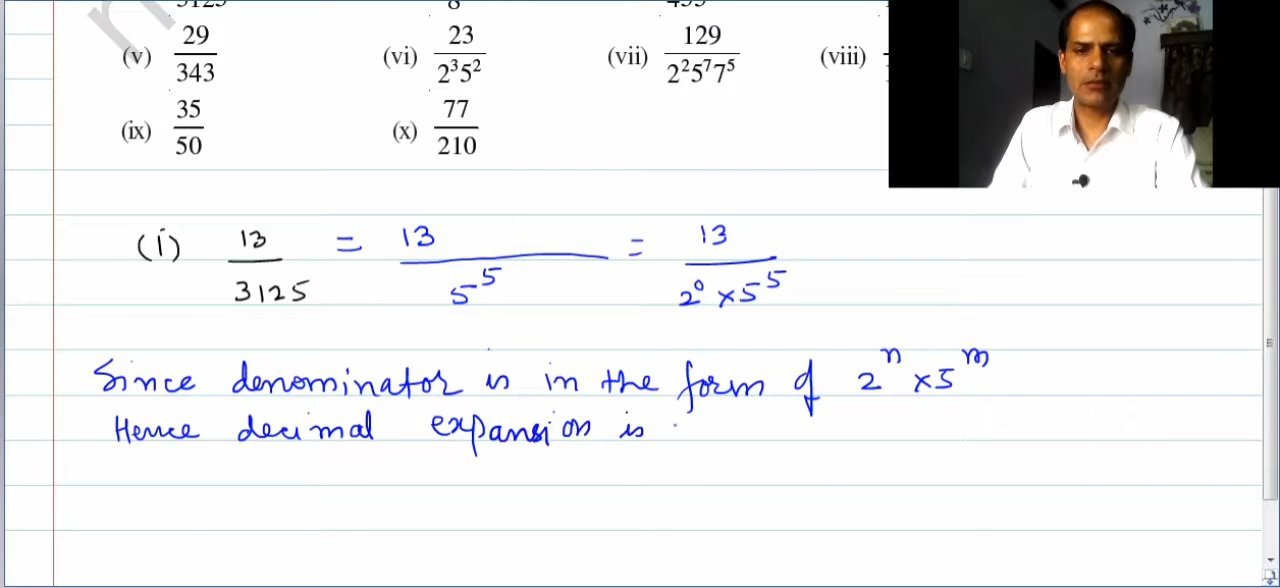 (v) 29/343 (vi) 23/2³5² (vii) 129/2²5⁷7⁵ (viii)
(ix) 35/50 (x) 77/210
(i) 13/3125 = 13/5⁵ = 13/2⁰×5⁵
Since denominator is in the form of 2ⁿ×5ᵐ
Hence decimal expansion is